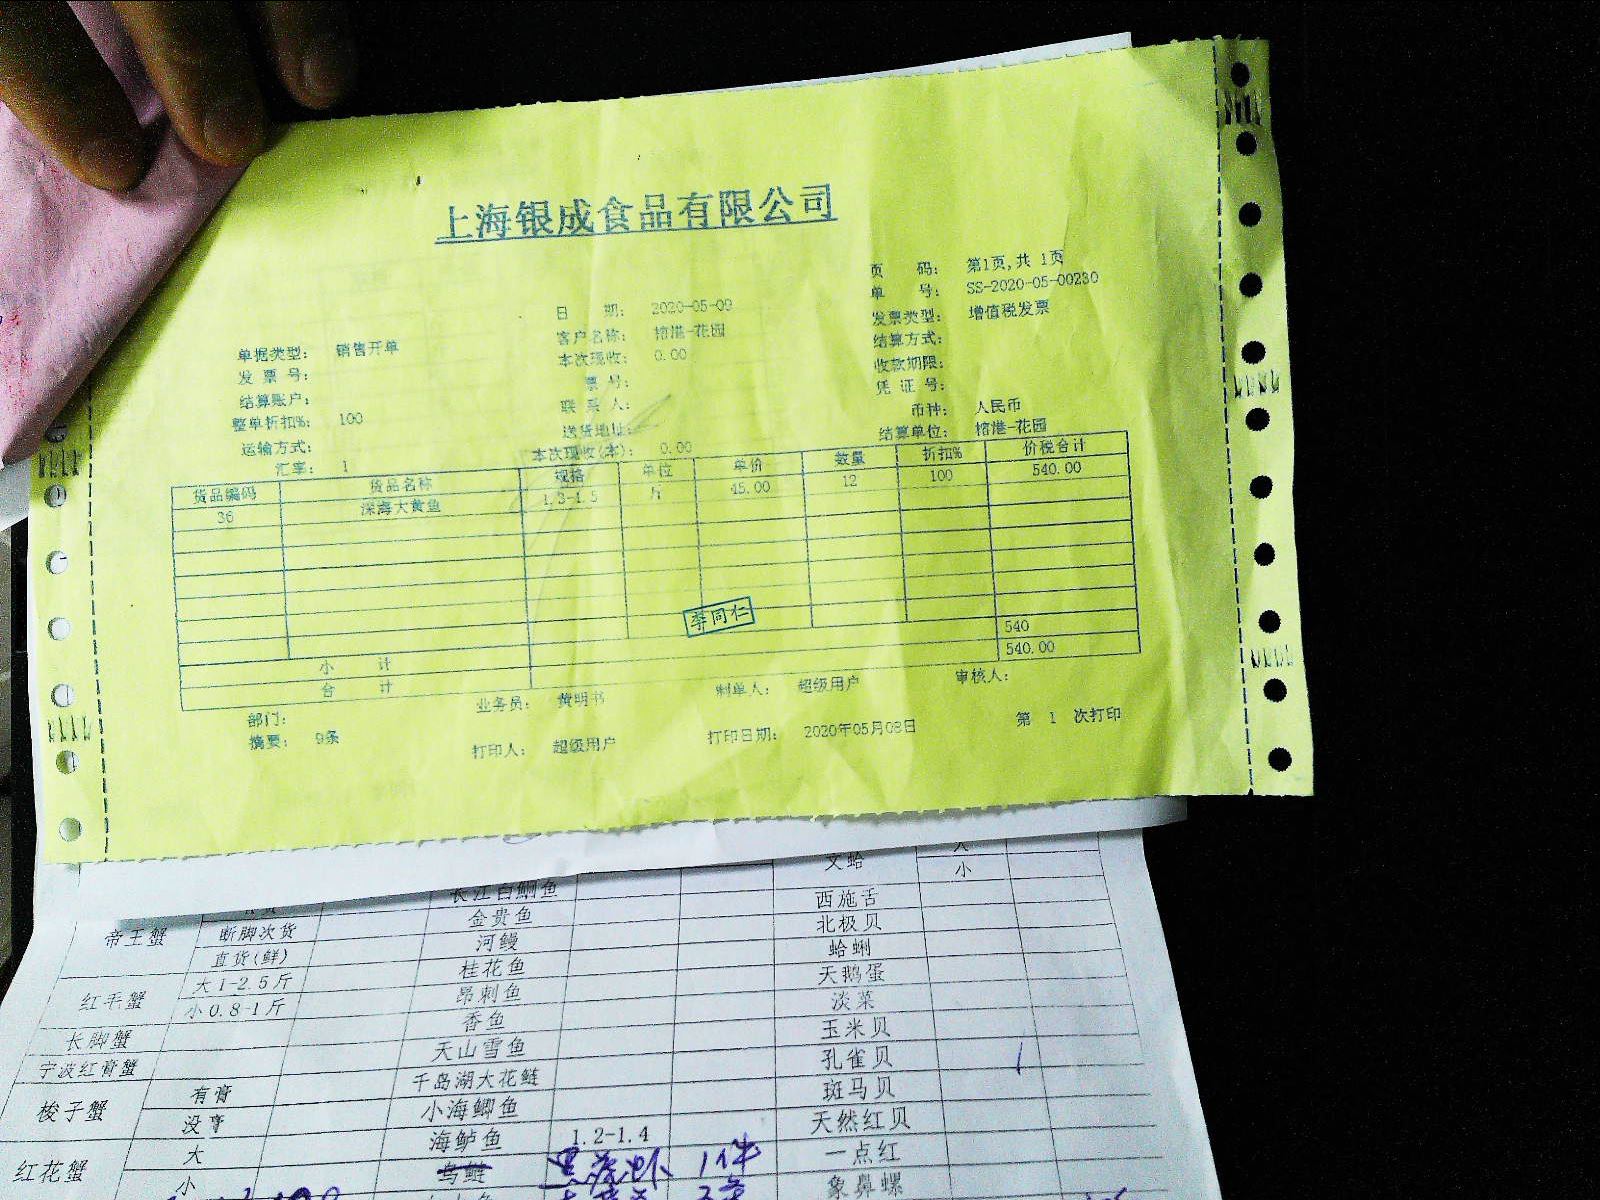 上海银成食品有限公司
页 码： 第1页,共 1页
单 号： SS-2020-05-00230
日 期： 2020-05-09
发票类型： 增值税发票
客户名称： 榕港-花园
结算方式：
单据类型： 销售开单
本次现收： 0.00
收款期限：
发 票 号：
票 号：
凭 证 号：
结算账户：
联 系 人：
币种： 人民币
整单折扣%： 100
送货地址：
结算单位： 榕港-花园
运输方式：
本次现收(本)： 0.00
汇率： 1
货品编码 货品名称 规格 单位 单价 数量 折扣% 价税合计
36 深海大黄鱼 1.3-1.5 斤 45.00 12 100 540.00
李同仁
小 计 540
合 计 540.00
部门： 业务员： 黄明书 制单人： 超级用户 审核人：
摘要： 9条 打印人： 超级用户 打印日期： 2020年05月08日 第 1 次打印
长江白鮰鱼 文蛤 小
帝王蟹 断脚次货 金贵鱼 西施舌
直货(鲜) 河鳗 北极贝
红毛蟹 大1-2.5斤 桂花鱼 蛤蜊
小0.8-1斤 昂刺鱼 天鹅蛋
长脚蟹 香鱼 淡菜
宁波红膏蟹 天山雪鱼 玉米贝
梭子蟹 有膏 千岛湖大花鲢 孔雀贝
没膏 小海鲫鱼 斑马贝
红花蟹 大 海鲈鱼 1.2-1.4 天然红贝
小 乌鲢 1件 一点红
象鼻螺